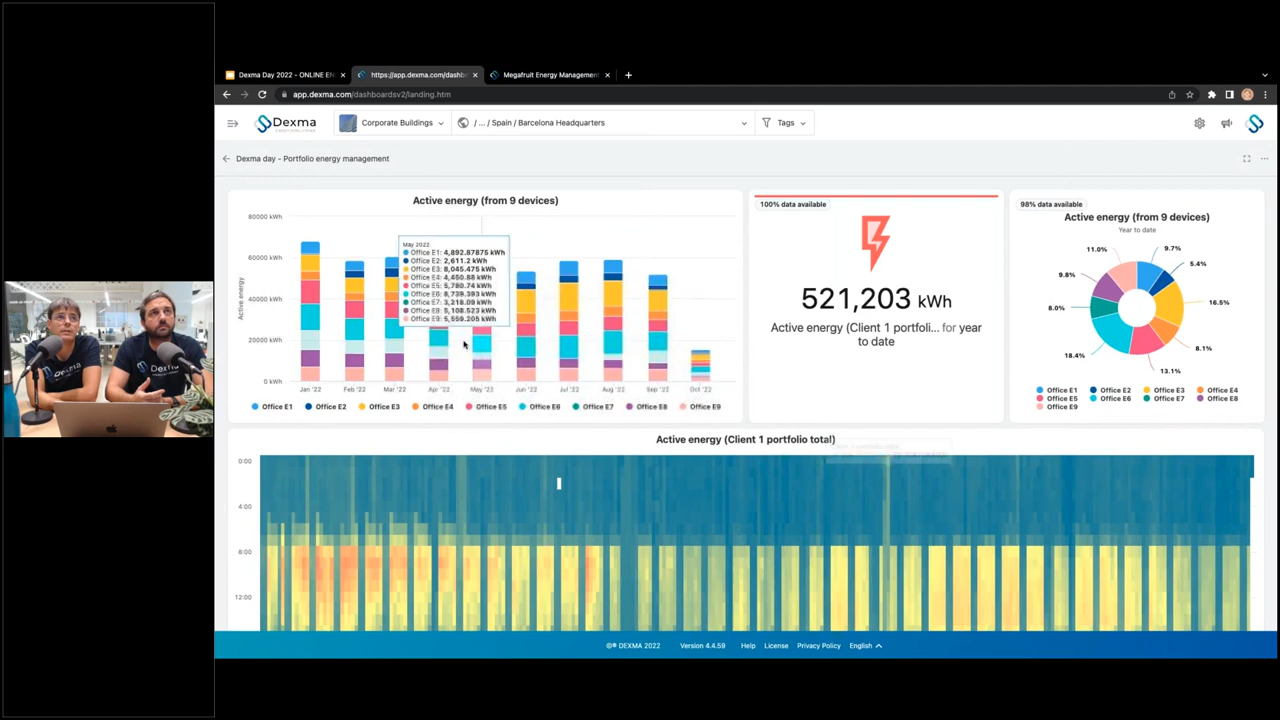 Dexma Day 2022 - ONLINE EN
https://app.dexma.com/dashb
Megafruit Energy Management
app.dexma.com/dashboardsv2/landing.htm
Dexma
Corporate Buildings
/ ... / Spain / Barcelona Headquarters
Tags
Dexma day - Portfolio energy management
Active energy (from 9 devices)
80000 kWh
60000 kWh
40000 kWh
20000 kWh
0 kWh
Active energy
May 2022
Office E1: 4,892.87875 kWh
Office E2: 2,611.2 kWh
Office E3: 8,045.475 kWh
Office E4: 4,450.88 kWh
Office E5: 5,780.74 kWh
Office E6: 8,739.393 kWh
Office E7: 3,218.09 kWh
Office E8: 5,108.523 kWh
Office E9: 5,559.205 kWh
Jan '22 Feb '22 Mar '22 Apr '22 May '22 Jun '22 Jul '22 Aug '22 Sep '22 Oct '22
Office E1 Office E2 Office E3 Office E4 Office E5 Office E6 Office E7 Office E8 Office E9
100% data available
521,203 kWh
Active energy (Client 1 portfoli... for year
to date
98% data available
Active energy (from 9 devices)
Year to date
9.7%
5.4%
16.5%
8.1%
13.1%
18.4%
8.0%
9.8%
11.0%
Office E1 Office E2 Office E3 Office E4
Office E5 Office E6 Office E7 Office E8
Office E9
Active energy (Client 1 portfolio total)
0:00
4:00
8:00
12:00
DEXMA
DEXMA
©® DEXMA 2022 Version 4.4.59 Help License Privacy Policy English